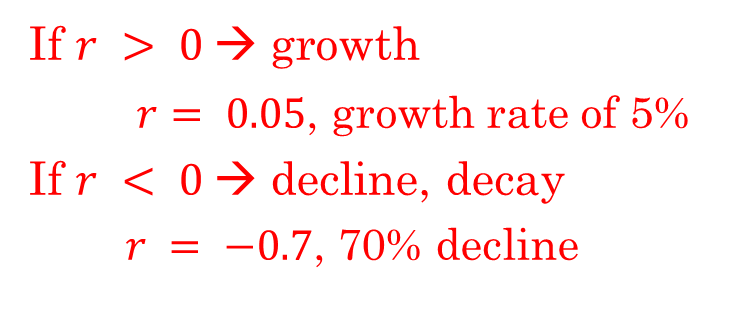 If r > 0 → growth
r = 0.05, growth rate of 5%
If r < 0 → decline, decay
r = −0.7, 70% decline